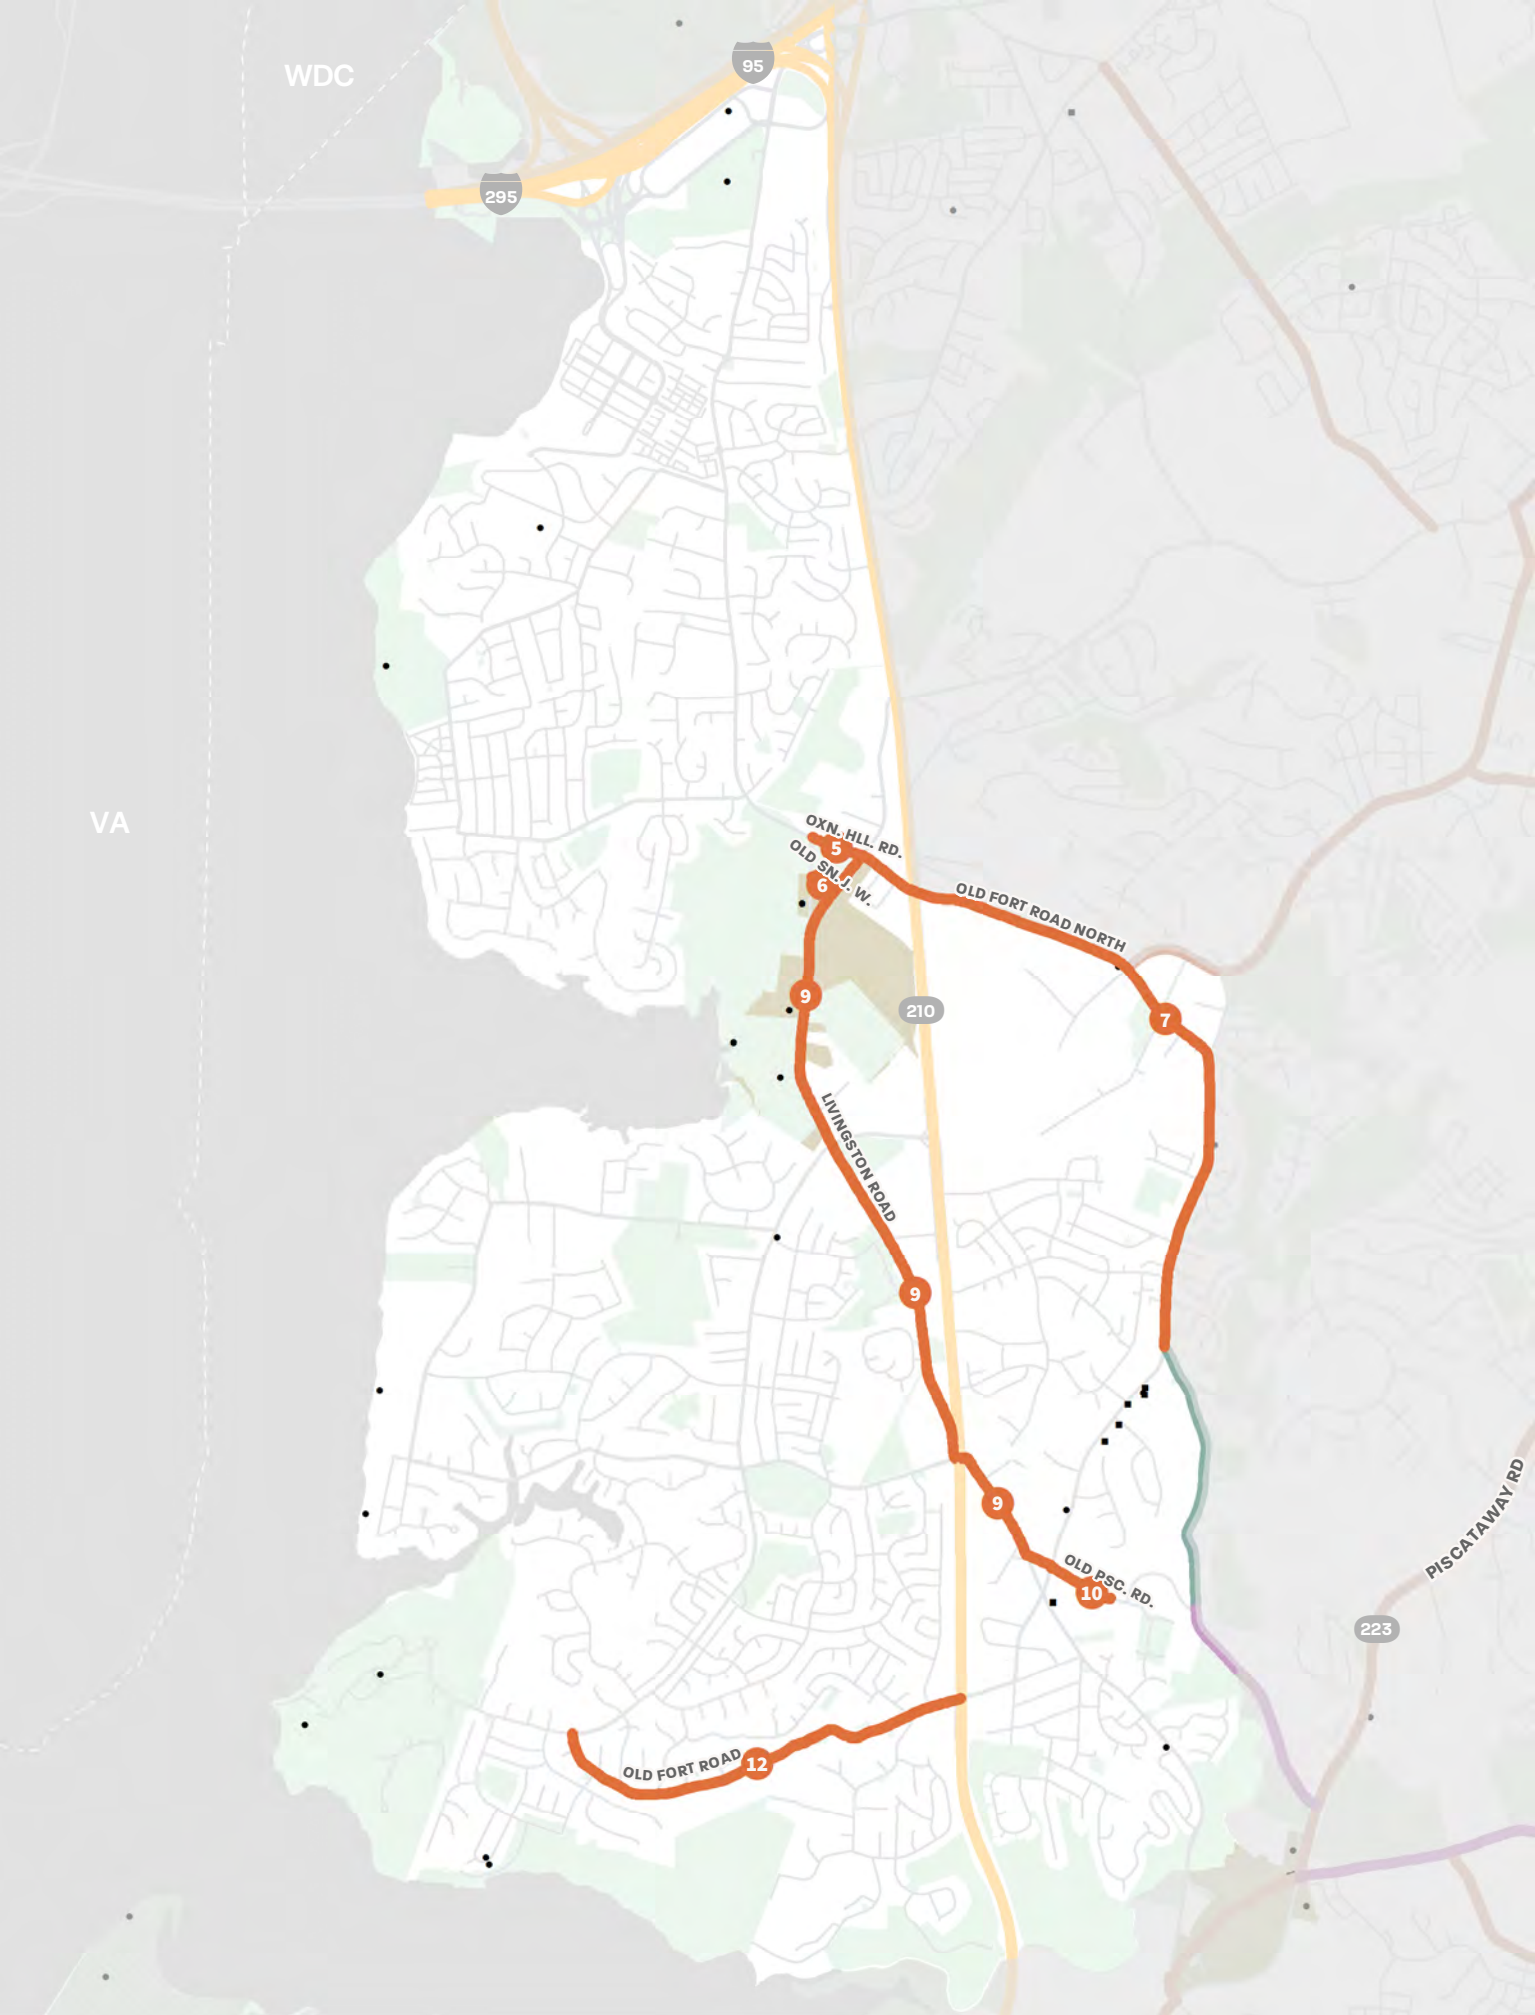 WDC
95
295
VA
OXN. HLL. RD.
5
OLD SN. J. W.
6
OLD FORT ROAD NORTH
9
210
7
LIVINGSTON ROAD
9
PISCATAWAY RD
9
OLD PSC. RD.
10
223
OLD FORT ROAD
12